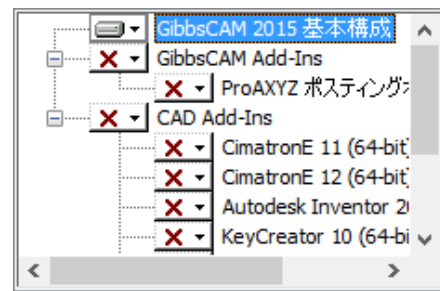 GibbsCAM 2015 基本構成
GibbsCAM Add-Ins
ProAXYZ ポスティング
CAD Add-Ins
CimatronE 11 (64-bit)
CimatronE 12 (64-bit)
Autodesk Inventor 2
KeyCreator 10 (64-bi